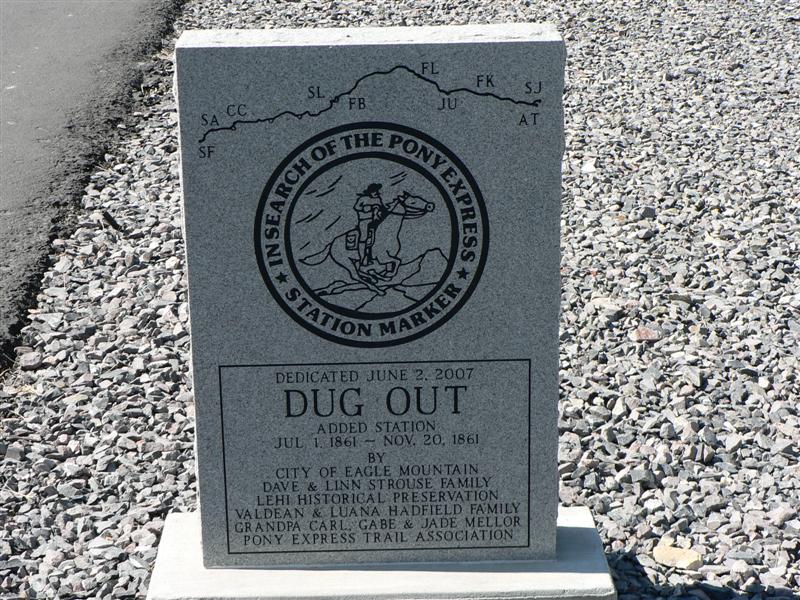 FL
FK
SJ
SL
FB
JU
SA
CC
AT
SF
IN SEARCH OF THE PONY EXPRESS
★ STATION MARKER ★
DEDICATED JUNE 2, 2007
DUG OUT
ADDED STATION
JUL 1, 1861 – NOV. 20, 1861
BY
CITY OF EAGLE MOUNTAIN
DAVE & LINN STROUSE FAMILY
LEHI HISTORICAL PRESERVATION
VALDEAN & LUANA HADFIELD FAMILY
GRANDPA CARL, GABE & JADE MELLOR
PONY EXPRESS TRAIL ASSOCIATION